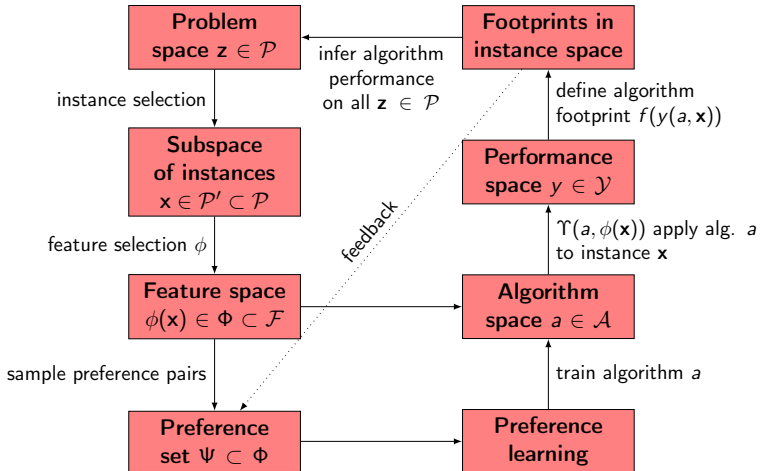 Problem
space z ∈ 𝒫
Footprints in
instance space
infer algorithm
performance
on all z ∈ 𝒫
instance selection
define algorithm
footprint f(y(a, x))
Subspace
of instances
x ∈ 𝒫′ ⊂ 𝒫
Performance
space y ∈ 𝒴
feedback
feature selection ϕ
ϒ(a, ϕ(x)) apply alg. a
to instance x
Feature space
ϕ(x) ∈ Φ ⊂ ℱ
Algorithm
space a ∈ 𝒜
sample preference pairs
train algorithm a
Preference
set Ψ ⊂ Φ
Preference
learning